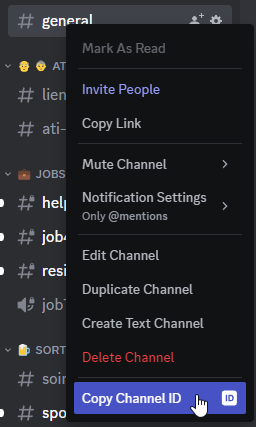 general
Mark As Read
AT
Invite People
lien
Copy Link
ati-
Mute Channel
JOBS
Notification Settings
Only @mentions
help
job
Edit Channel
resi
Duplicate Channel
job
Create Text Channel
Delete Channel
SORT
soir
Copy Channel ID
ID
spo